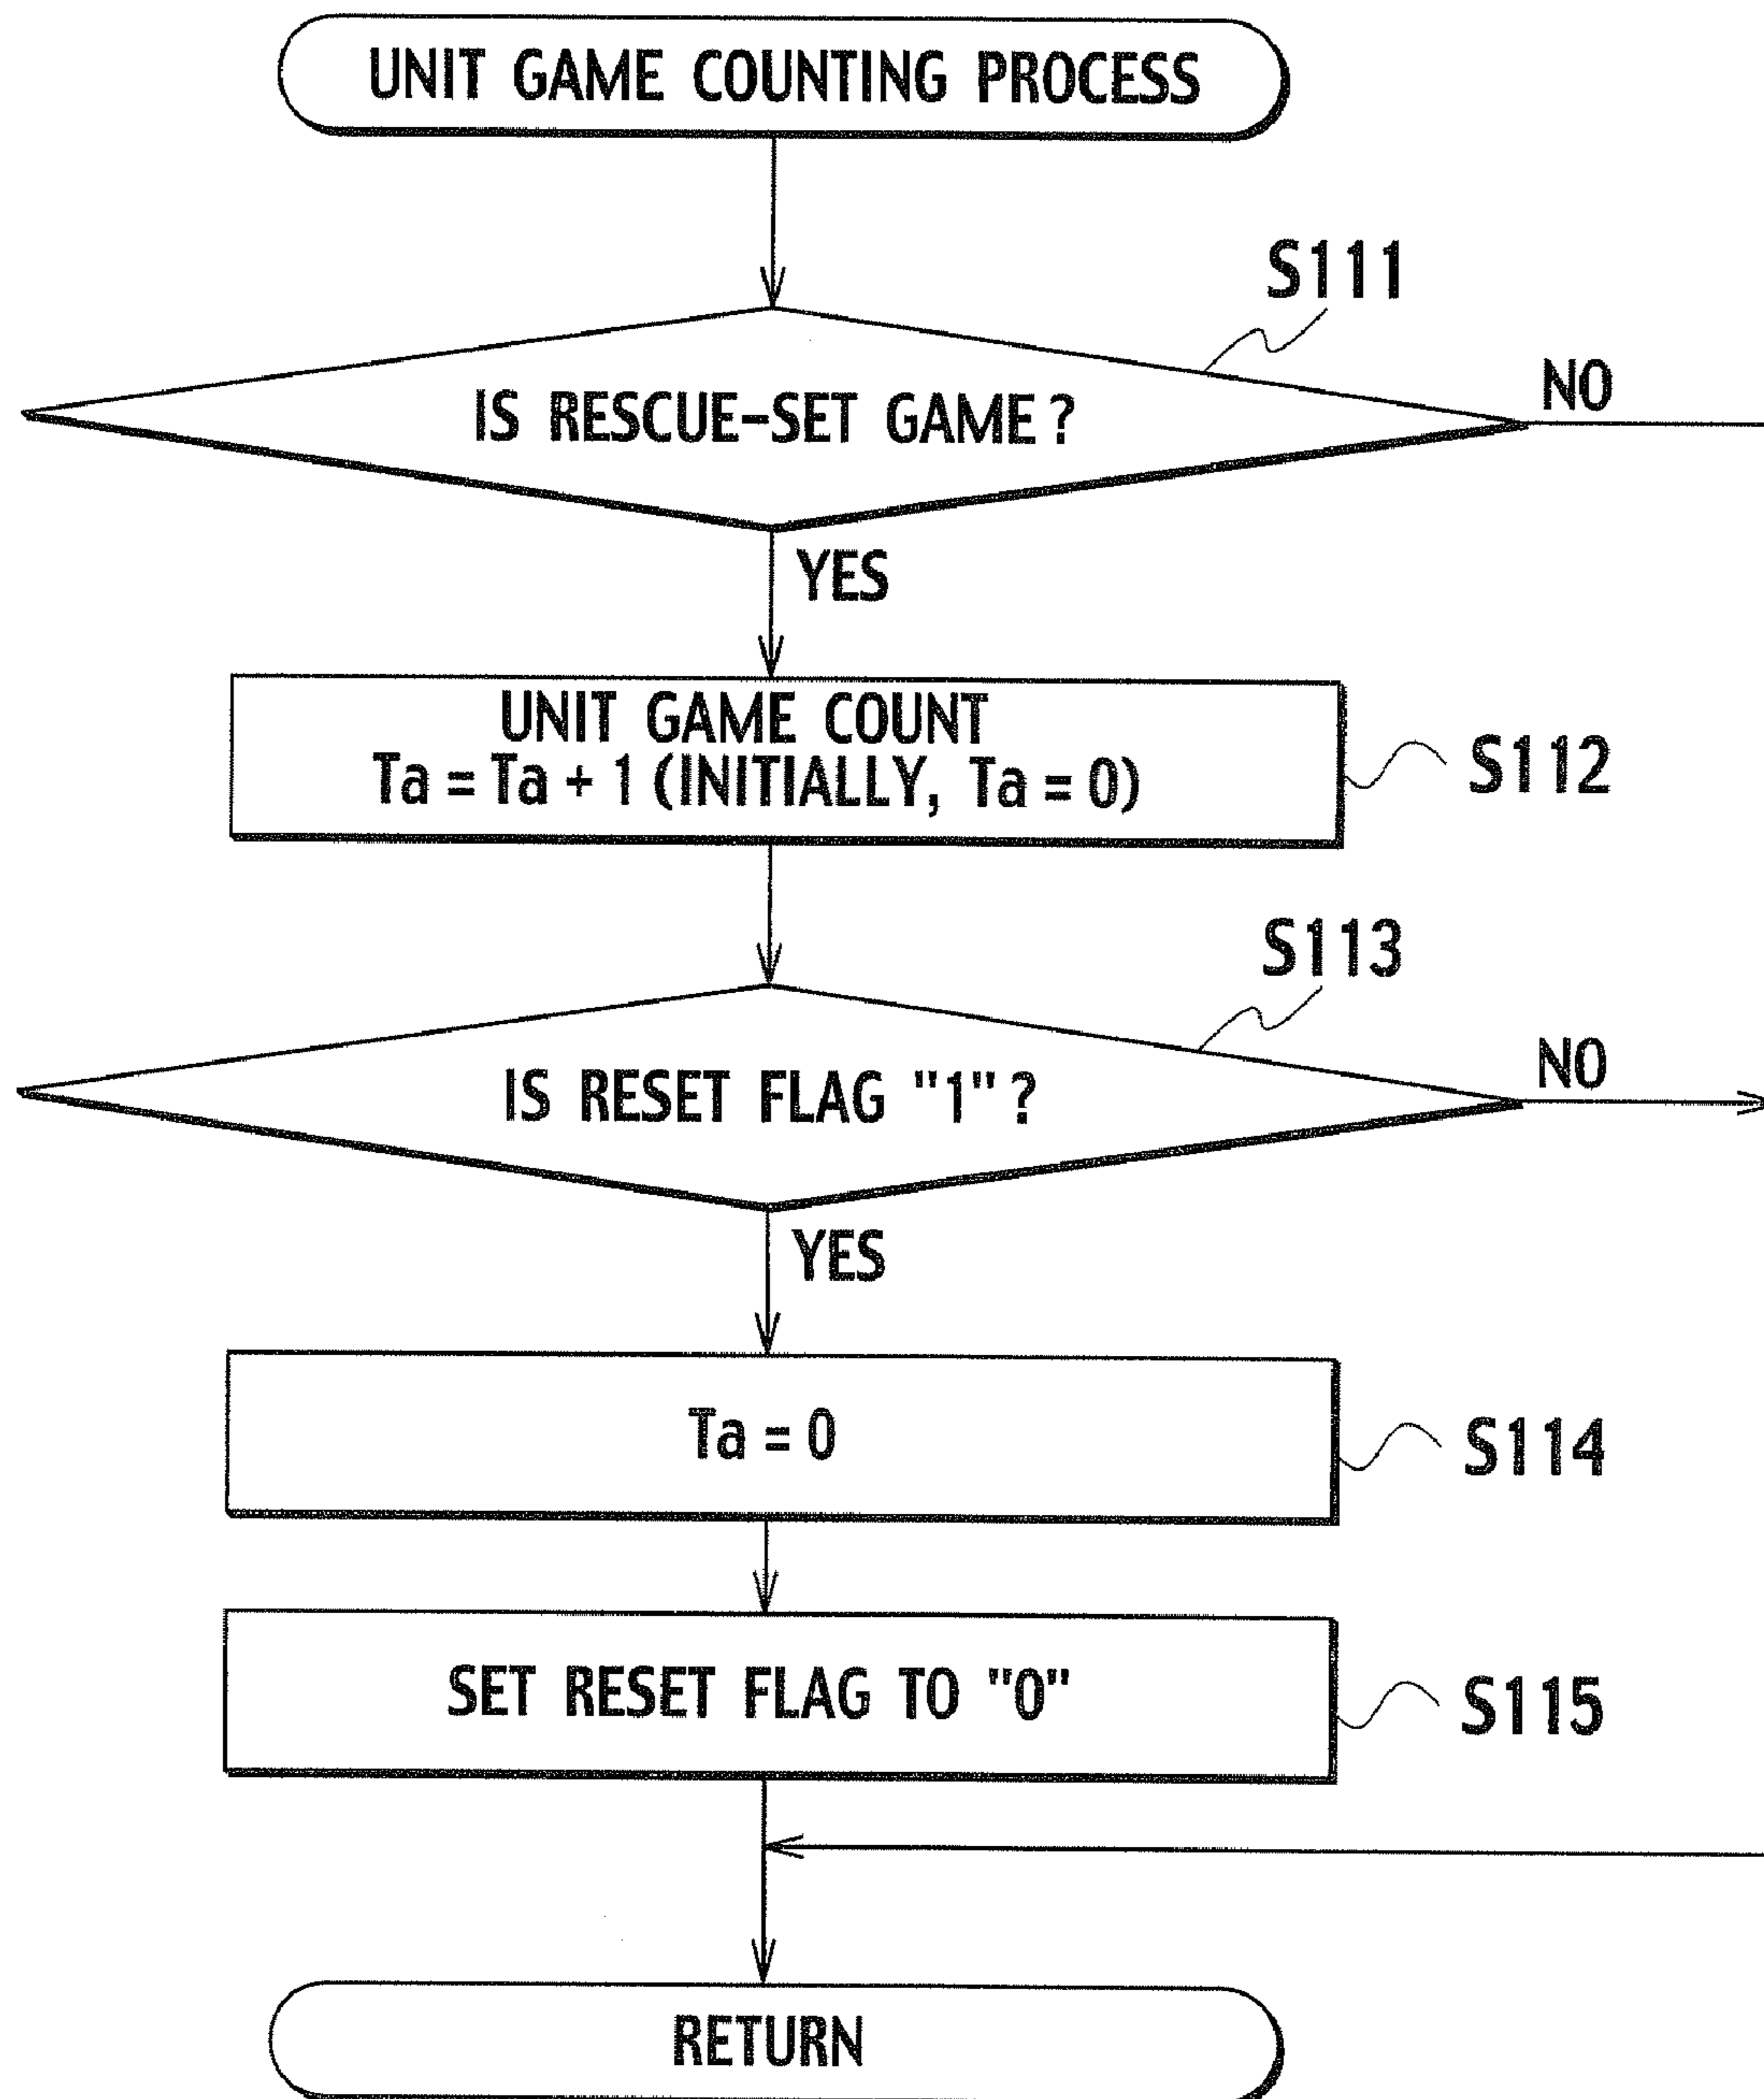 UNIT GAME COUNTING PROCESS
S111
IS RESCUE-SET GAME?
NO
YES
UNIT GAME COUNT
Ta = Ta + 1 (INITIALLY, Ta = 0)
S112
S113
IS RESET FLAG "1"?
NO
YES
Ta = 0
S114
SET RESET FLAG TO "0"
S115
RETURN